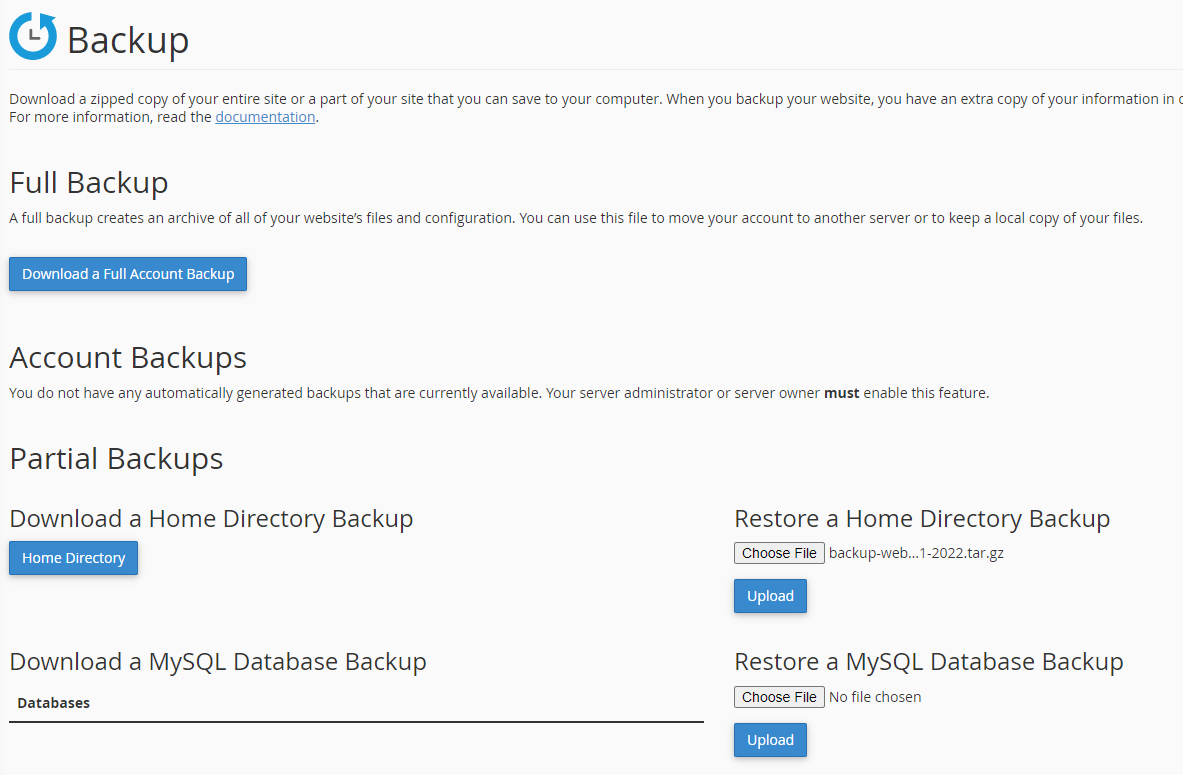 Backup
Download a zipped copy of your entire site or a part of your site that you can save to your computer. When you backup your website, you have an extra copy of your information in
For more information, read the documentation.
Full Backup
A full backup creates an archive of all of your website’s files and configuration. You can use this file to move your account to another server or to keep a local copy of your files.
Download a Full Account Backup
Account Backups
You do not have any automatically generated backups that are currently available. Your server administrator or server owner must enable this feature.
Partial Backups
Download a Home Directory Backup
Home Directory
Restore a Home Directory Backup
Choose File backup-web...1-2022.tar.gz
Upload
Download a MySQL Database Backup
Databases
Restore a MySQL Database Backup
Choose File No file chosen
Upload